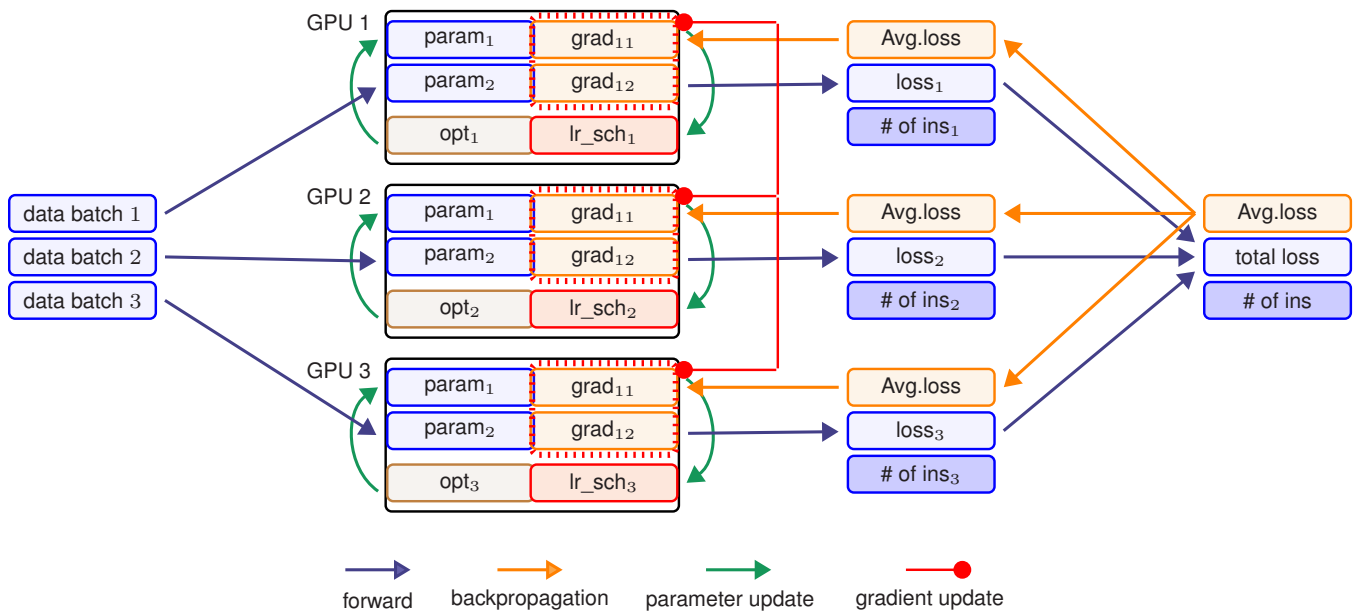 GPU 1
param₁ grad₁₁ Avg.loss
param₂ grad₁₂ loss₁
opt₁ lr_sch₁ # of ins₁
GPU 2
data batch 1 param₁ grad₁₁ Avg.loss Avg.loss
data batch 2 param₂ grad₁₂ loss₂ total loss
data batch 3 opt₂ lr_sch₂ # of ins₂ # of ins
GPU 3
param₁ grad₁₁ Avg.loss
param₂ grad₁₂ loss₃
opt₃ lr_sch₃ # of ins₃
forward backpropagation parameter update gradient update